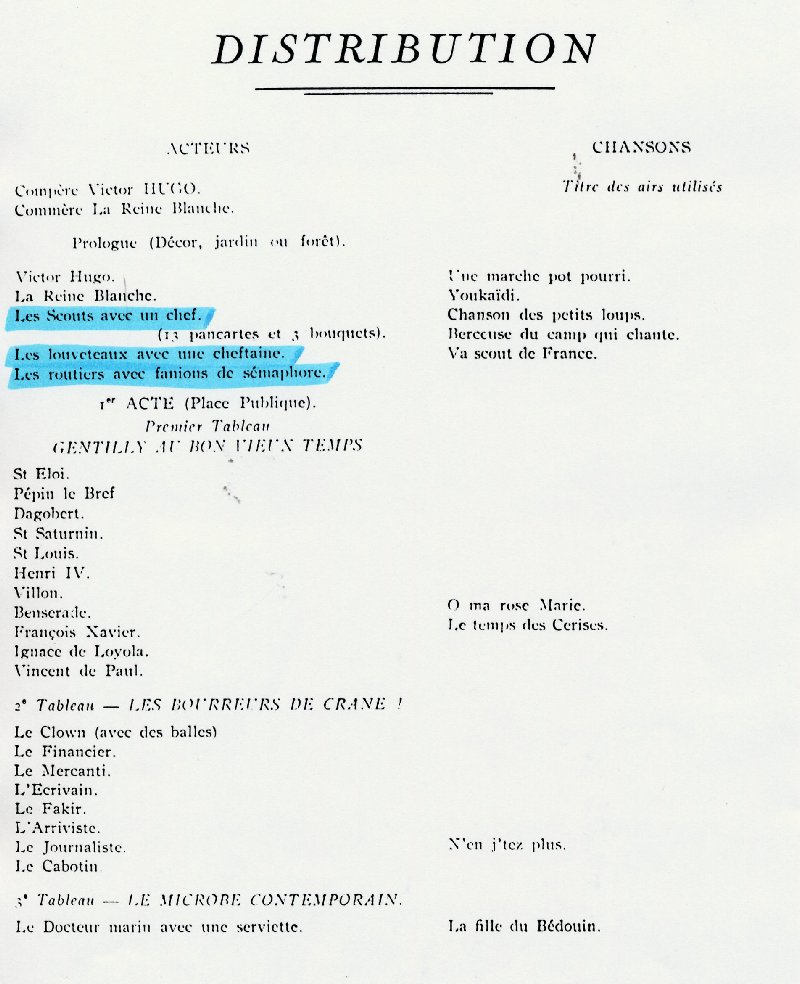 DISTRIBUTION
ACTEURS
CHANSONS
Titre des airs utilisés
Compère Victor HUGO.
Commère La Reine Blanche.
Prologue (Décor, jardin ou forêt).
Victor Hugo.
Une marche pot pourri.
La Reine Blanche.
Youkaïdi.
Les Scouts avec un chef.
Chanson des petits loups.
(13 pancartes et 3 bouquets).
Berceuse du camp qui chante.
Les louveteaux avec une cheftaine.
Va scout de France.
Les routiers avec fanions de sémaphore.
1er ACTE (Place Publique).
Premier Tableau
GENTILLY AU BON VIEUX TEMPS
St Eloi.
Pépin le Bref
Dagobert.
St Saturnin.
St Louis.
Henri IV.
Villon.
Benserade.
O ma rose Marie.
François Xavier.
Le temps des Cerises.
Ignace de Loyola.
Vincent de Paul.
2e Tableau — LES BOURREURS DE CRANE !
Le Clown (avec des balles)
Le Financier.
Le Mercanti.
L'Ecrivain.
Le Fakir.
L'Arriviste.
Le Journaliste.
N'en j'tez plus.
Le Cabotin
3e Tableau — LE MICROBE CONTEMPORAIN.
Le Docteur marin avec une serviette.
La fille du Bédouin.